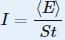 I = ⟨E⟩ / St